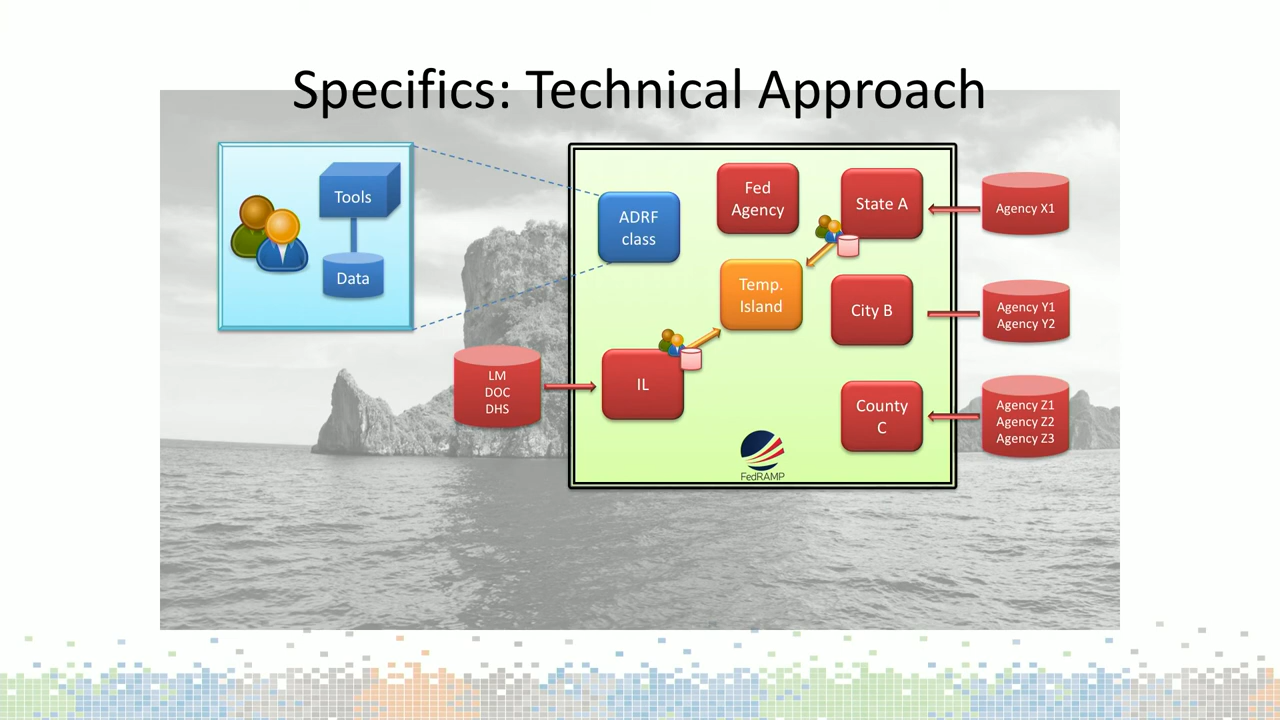 Specifics: Technical Approach
Tools
Data
ADRF
class
Fed
Agency
State A
Agency X1
Temp.
Island
City B
Agency Y1
Agency Y2
LM
DOC
DHS
IL
County
C
Agency Z1
Agency Z2
Agency Z3
FedRAMP